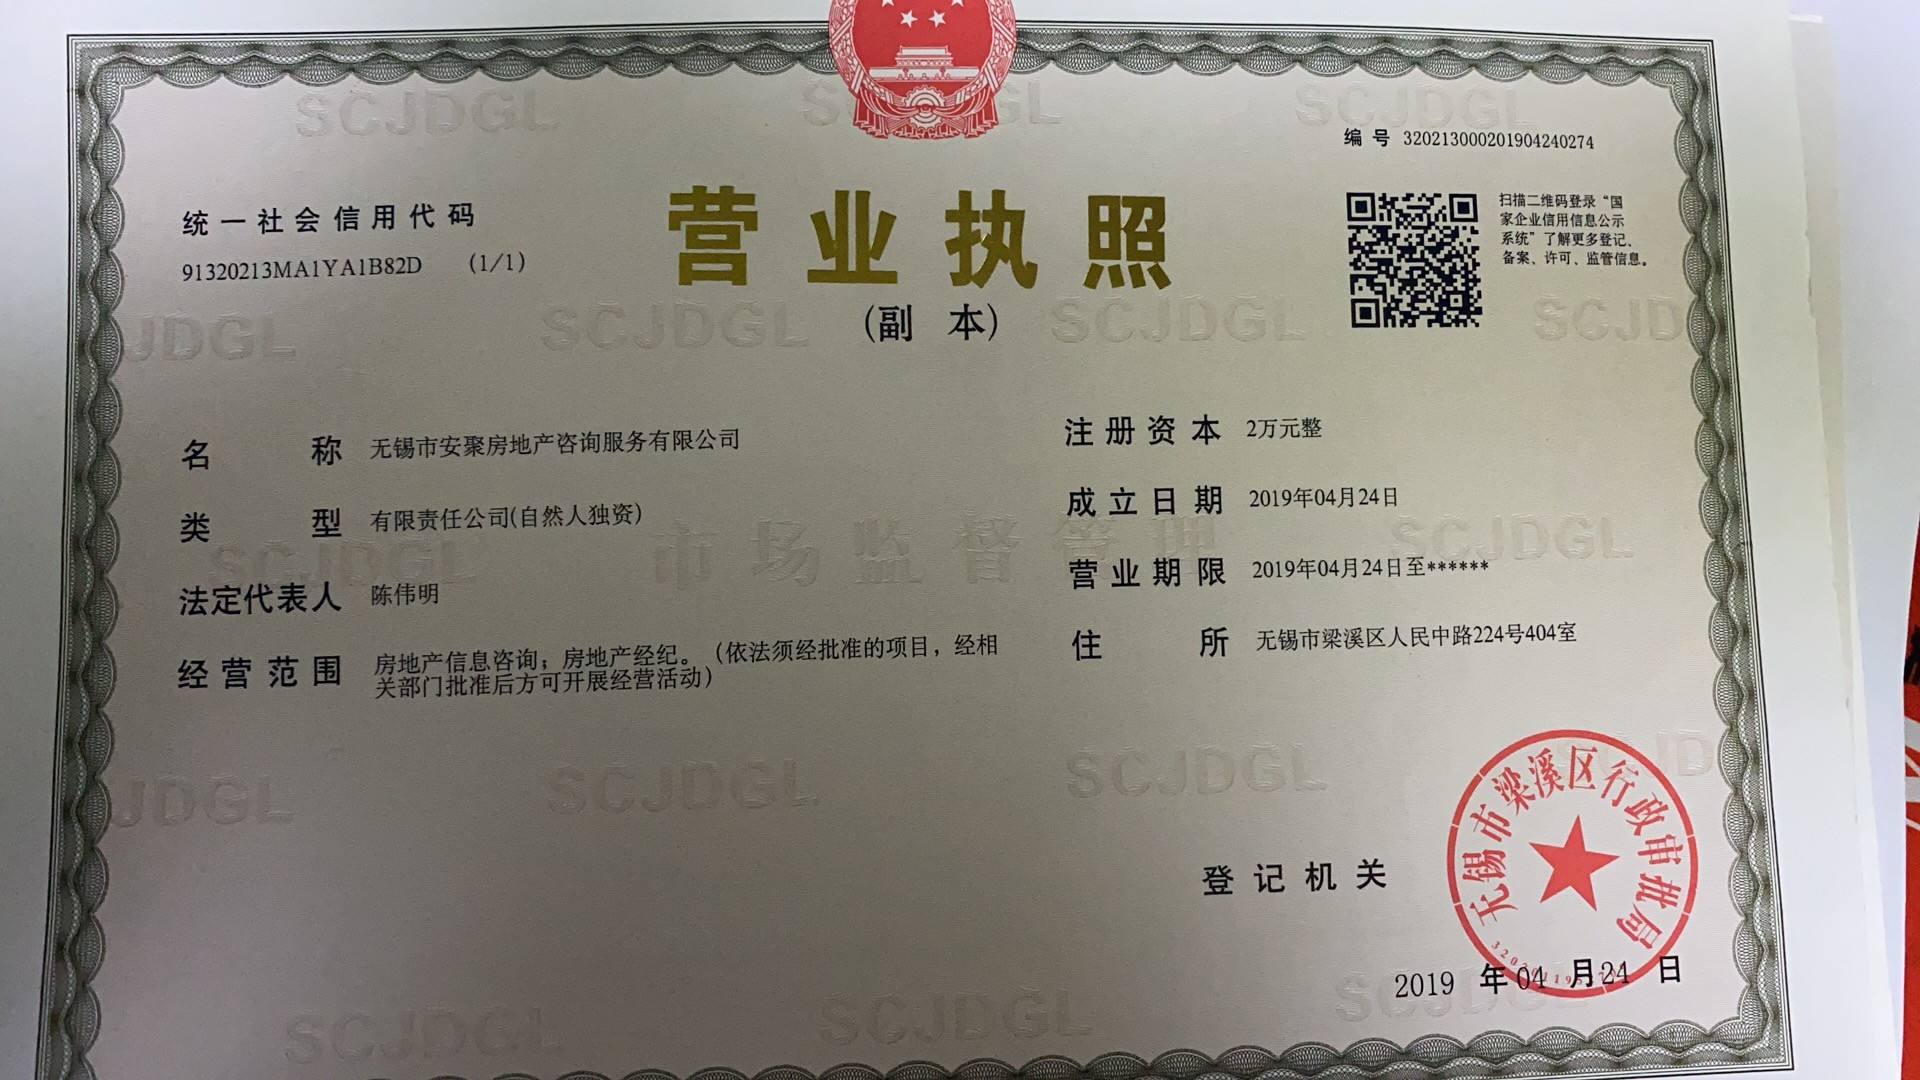 编号 320213000201904240274
统一社会信用代码
91320213MA1YA1B82D (1/1)
营业执照
(副 本)
扫描二维码登录“国
家企业信用信息公示
系统”了解更多登记、
备案、许可、监管信息。
名称 无锡市安聚房地产咨询服务有限公司
类型 有限责任公司(自然人独资)
法定代表人 陈伟明
经营范围 房地产信息咨询；房地产经纪。(依法须经批准的项目，经相
关部门批准后方可开展经营活动)
注册资本 2万元整
成立日期 2019年04月24日
营业期限 2019年04月24日至******
住所 无锡市梁溪区人民中路224号404室
登记机关
无锡市梁溪区行政审批局
2019 年 04 月 24 日
SCJDGL
市场监督管理